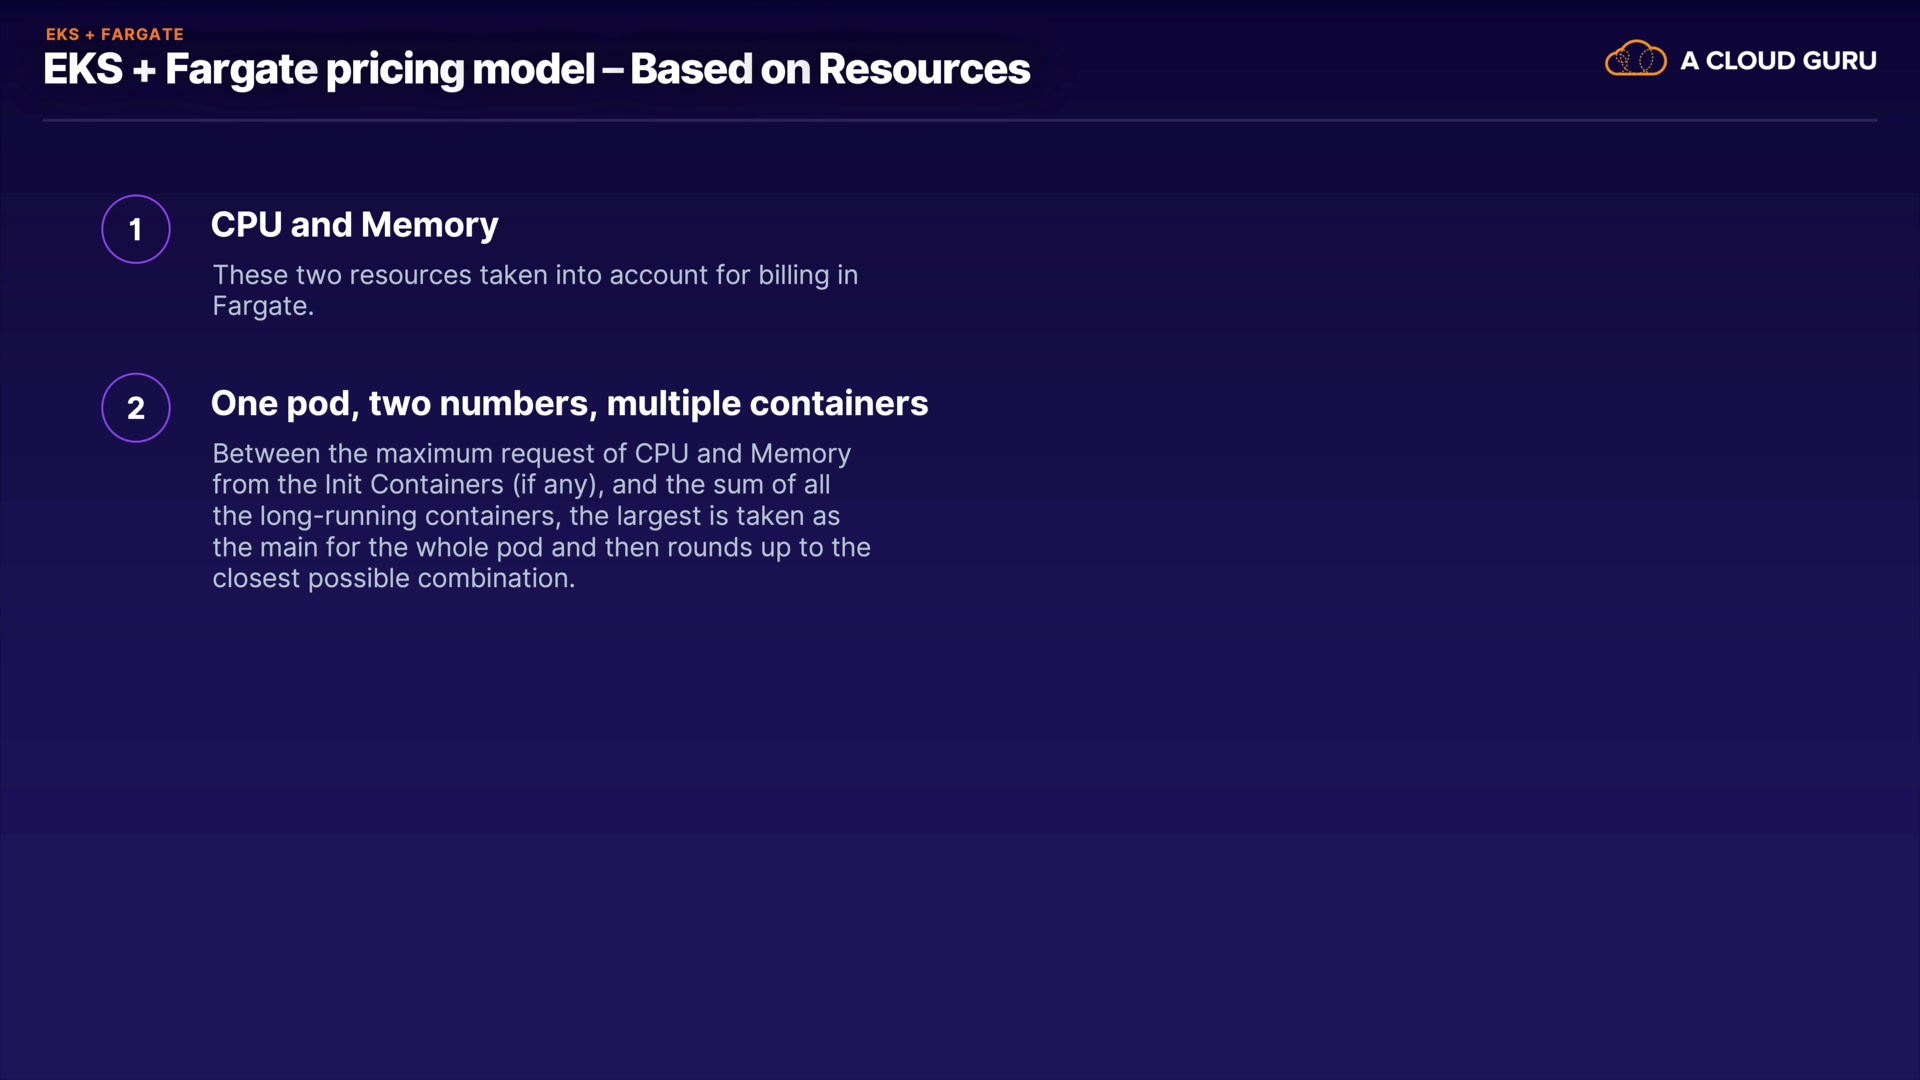 EKS + FARGATE
EKS + Fargate pricing model – Based on Resources
A CLOUD GURU
1
CPU and Memory
These two resources taken into account for billing in
Fargate.
2
One pod, two numbers, multiple containers
Between the maximum request of CPU and Memory
from the Init Containers (if any), and the sum of all
the long-running containers, the largest is taken as
the main for the whole pod and then rounds up to the
closest possible combination.